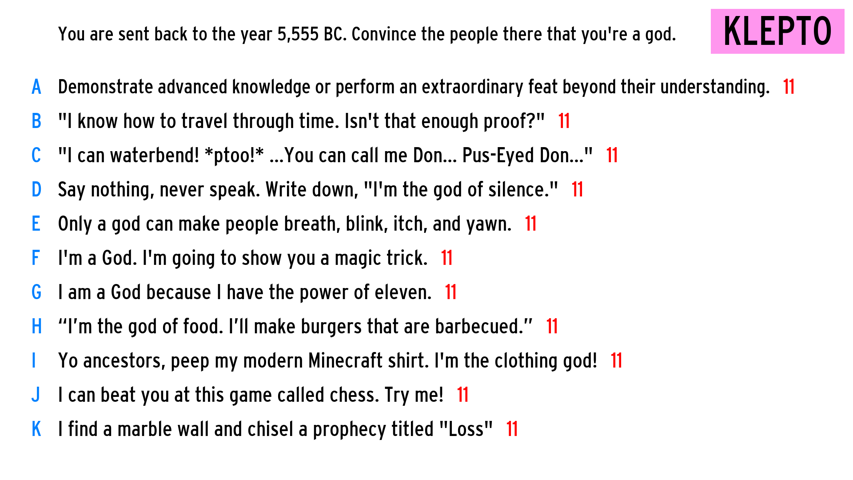 You are sent back to the year 5,555 BC. Convince the people there that you're a god.
KLEPTO
A Demonstrate advanced knowledge or perform an extraordinary feat beyond their understanding. 11
B "I know how to travel through time. Isn't that enough proof?" 11
C "I can waterbend! *ptoo!* ...You can call me Don... Pus-Eyed Don..." 11
D Say nothing, never speak. Write down, "I'm the god of silence." 11
E Only a god can make people breath, blink, itch, and yawn. 11
F I'm a God. I'm going to show you a magic trick. 11
G I am a God because I have the power of eleven. 11
H “I’m the god of food. I’ll make burgers that are barbecued.” 11
I Yo ancestors, peep my modern Minecraft shirt. I'm the clothing god! 11
J I can beat you at this game called chess. Try me! 11
K I find a marble wall and chisel a prophecy titled "Loss" 11